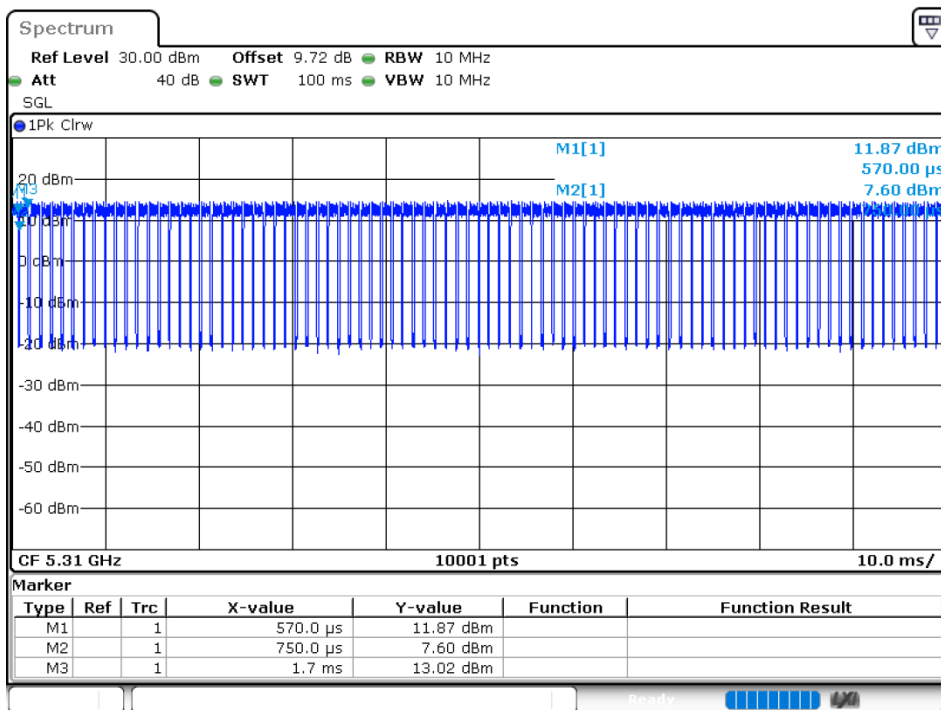 Spectrum
Ref Level 30.00 dBm Offset 9.72 dB RBW 10 MHz
Att 40 dB SWT 100 ms VBW 10 MHz
SGL
1Pk Clrw
M1[1] 11.87 dBm
570.00 µs
M2[1] 7.60 dBm
20 dBm
M3
10 dBm
0 dBm
-10 dBm
-20 dBm
-30 dBm
-40 dBm
-50 dBm
-60 dBm
CF 5.31 GHz 10001 pts 10.0 ms/
Marker
Type Ref Trc X-value Y-value Function Function Result
M1 1 570.0 µs 11.87 dBm
M2 1 750.0 µs 7.60 dBm
M3 1 1.7 ms 13.02 dBm
Ready LXI